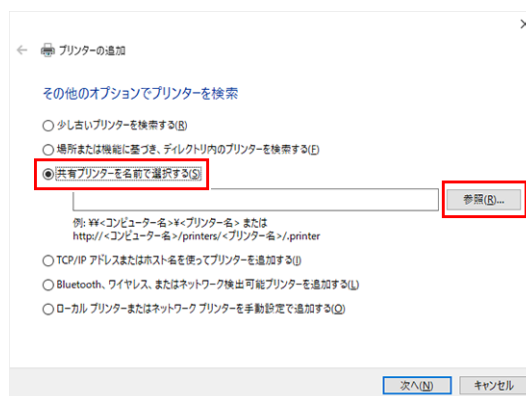 プリンターの追加
その他のオプションでプリンターを検索
少し古いプリンターを検索する(R)
場所または機能に基づき、ディレクトリ内のプリンターを検索する(F)
共有プリンターを名前で選択する(S)
参照(R)...
例: ¥¥<コンピューター名>¥<プリンター名> または
http://<コンピューター名>/printers/<プリンター名>/.printer
TCP/IP アドレスまたはホスト名を使ってプリンターを追加する(I)
Bluetooth、ワイヤレス、またはネットワーク検出可能プリンターを追加する(L)
ローカル プリンターまたはネットワーク プリンターを手動設定で追加する(O)
次へ(N) キャンセル